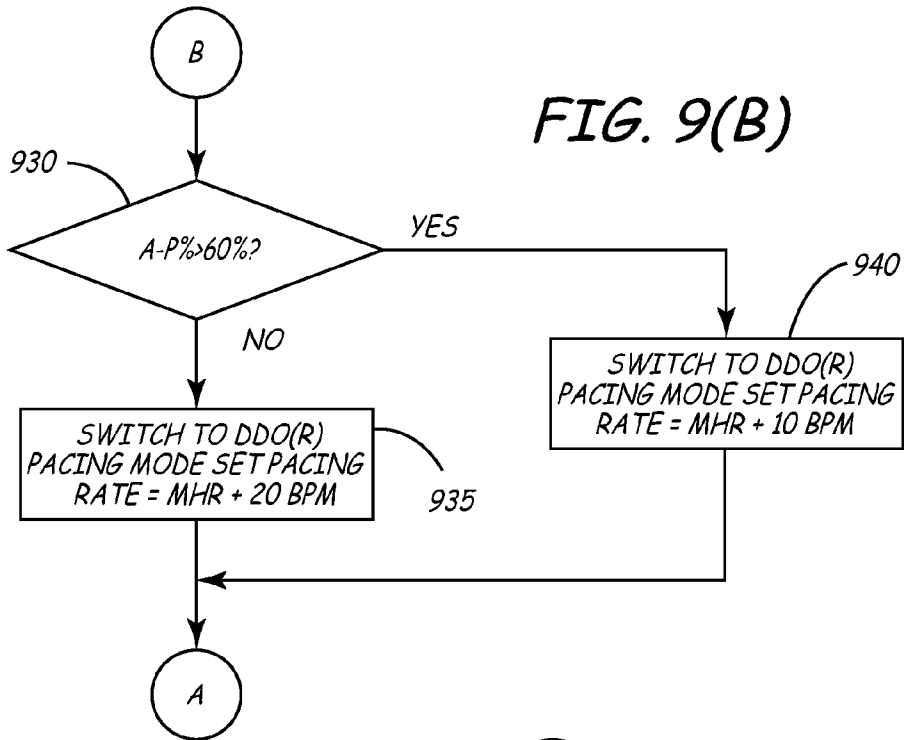 B
FIG. 9(B)
930
A-P%>60%?
YES
940
NO
SWITCH TO DDO(R)
PACING MODE SET PACING
RATE = MHR + 10 BPM
SWITCH TO DDO(R)
PACING MODE SET PACING
RATE = MHR + 20 BPM
935
A